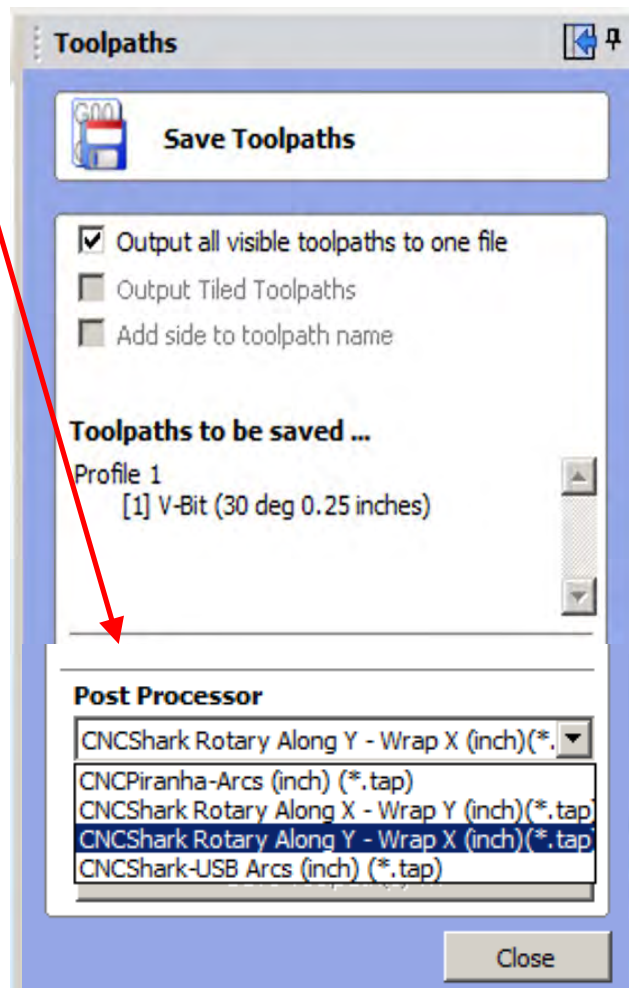 Toolpaths
G00
Save Toolpaths
Output all visible toolpaths to one file
Output Tiled Toolpaths
Add side to toolpath name
Toolpaths to be saved ...
Profile 1
[1] V-Bit (30 deg 0.25 inches)
Post Processor
CNCShark Rotary Along Y - Wrap X (inch)(*.
CNCPiranha-Arcs (inch) (*.tap)
CNCShark Rotary Along X - Wrap Y (inch)(*.tap)
CNCShark Rotary Along Y - Wrap X (inch)(*.tap)
CNCShark-USB Arcs (inch) (*.tap)
Close